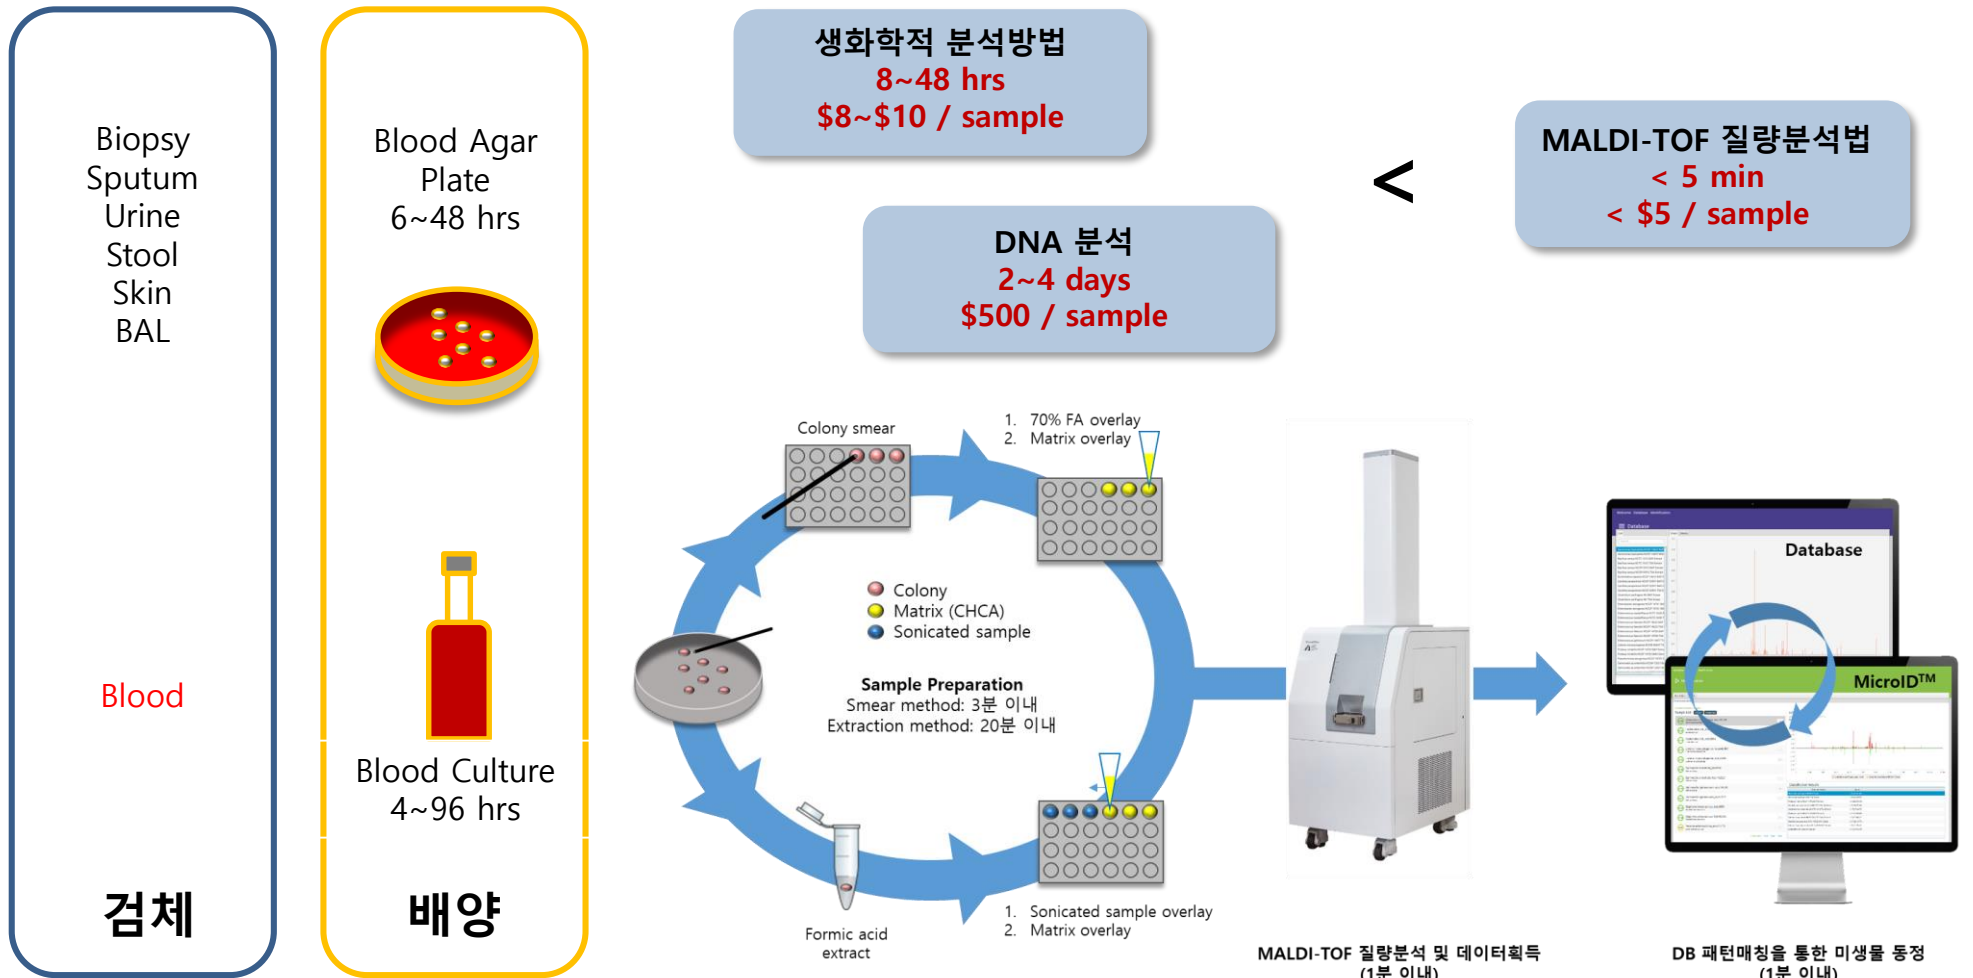 Biopsy
Sputum
Urine
Stool
Skin
BAL
Blood
검체
Blood Agar
Plate
6~48 hrs
Blood Culture
4~96 hrs
배양
생화학적 분석방법
8~48 hrs
$8~$10 / sample
DNA 분석
2~4 days
$500 / sample
<
MALDI-TOF 질량분석법
< 5 min
< $5 / sample
Colony smear
1. 70% FA overlay
2. Matrix overlay
Colony
Matrix (CHCA)
Sonicated sample
Sample Preparation
Smear method: 3분 이내
Extraction method: 20분 이내
Formic acid
extract
1. Sonicated sample overlay
2. Matrix overlay
MALDI-TOF 질량분석 및 데이터획득
(1분 이내)
Database
Database
MicroID™
DB 패턴매칭을 통한 미생물 동정
(1분 이내)